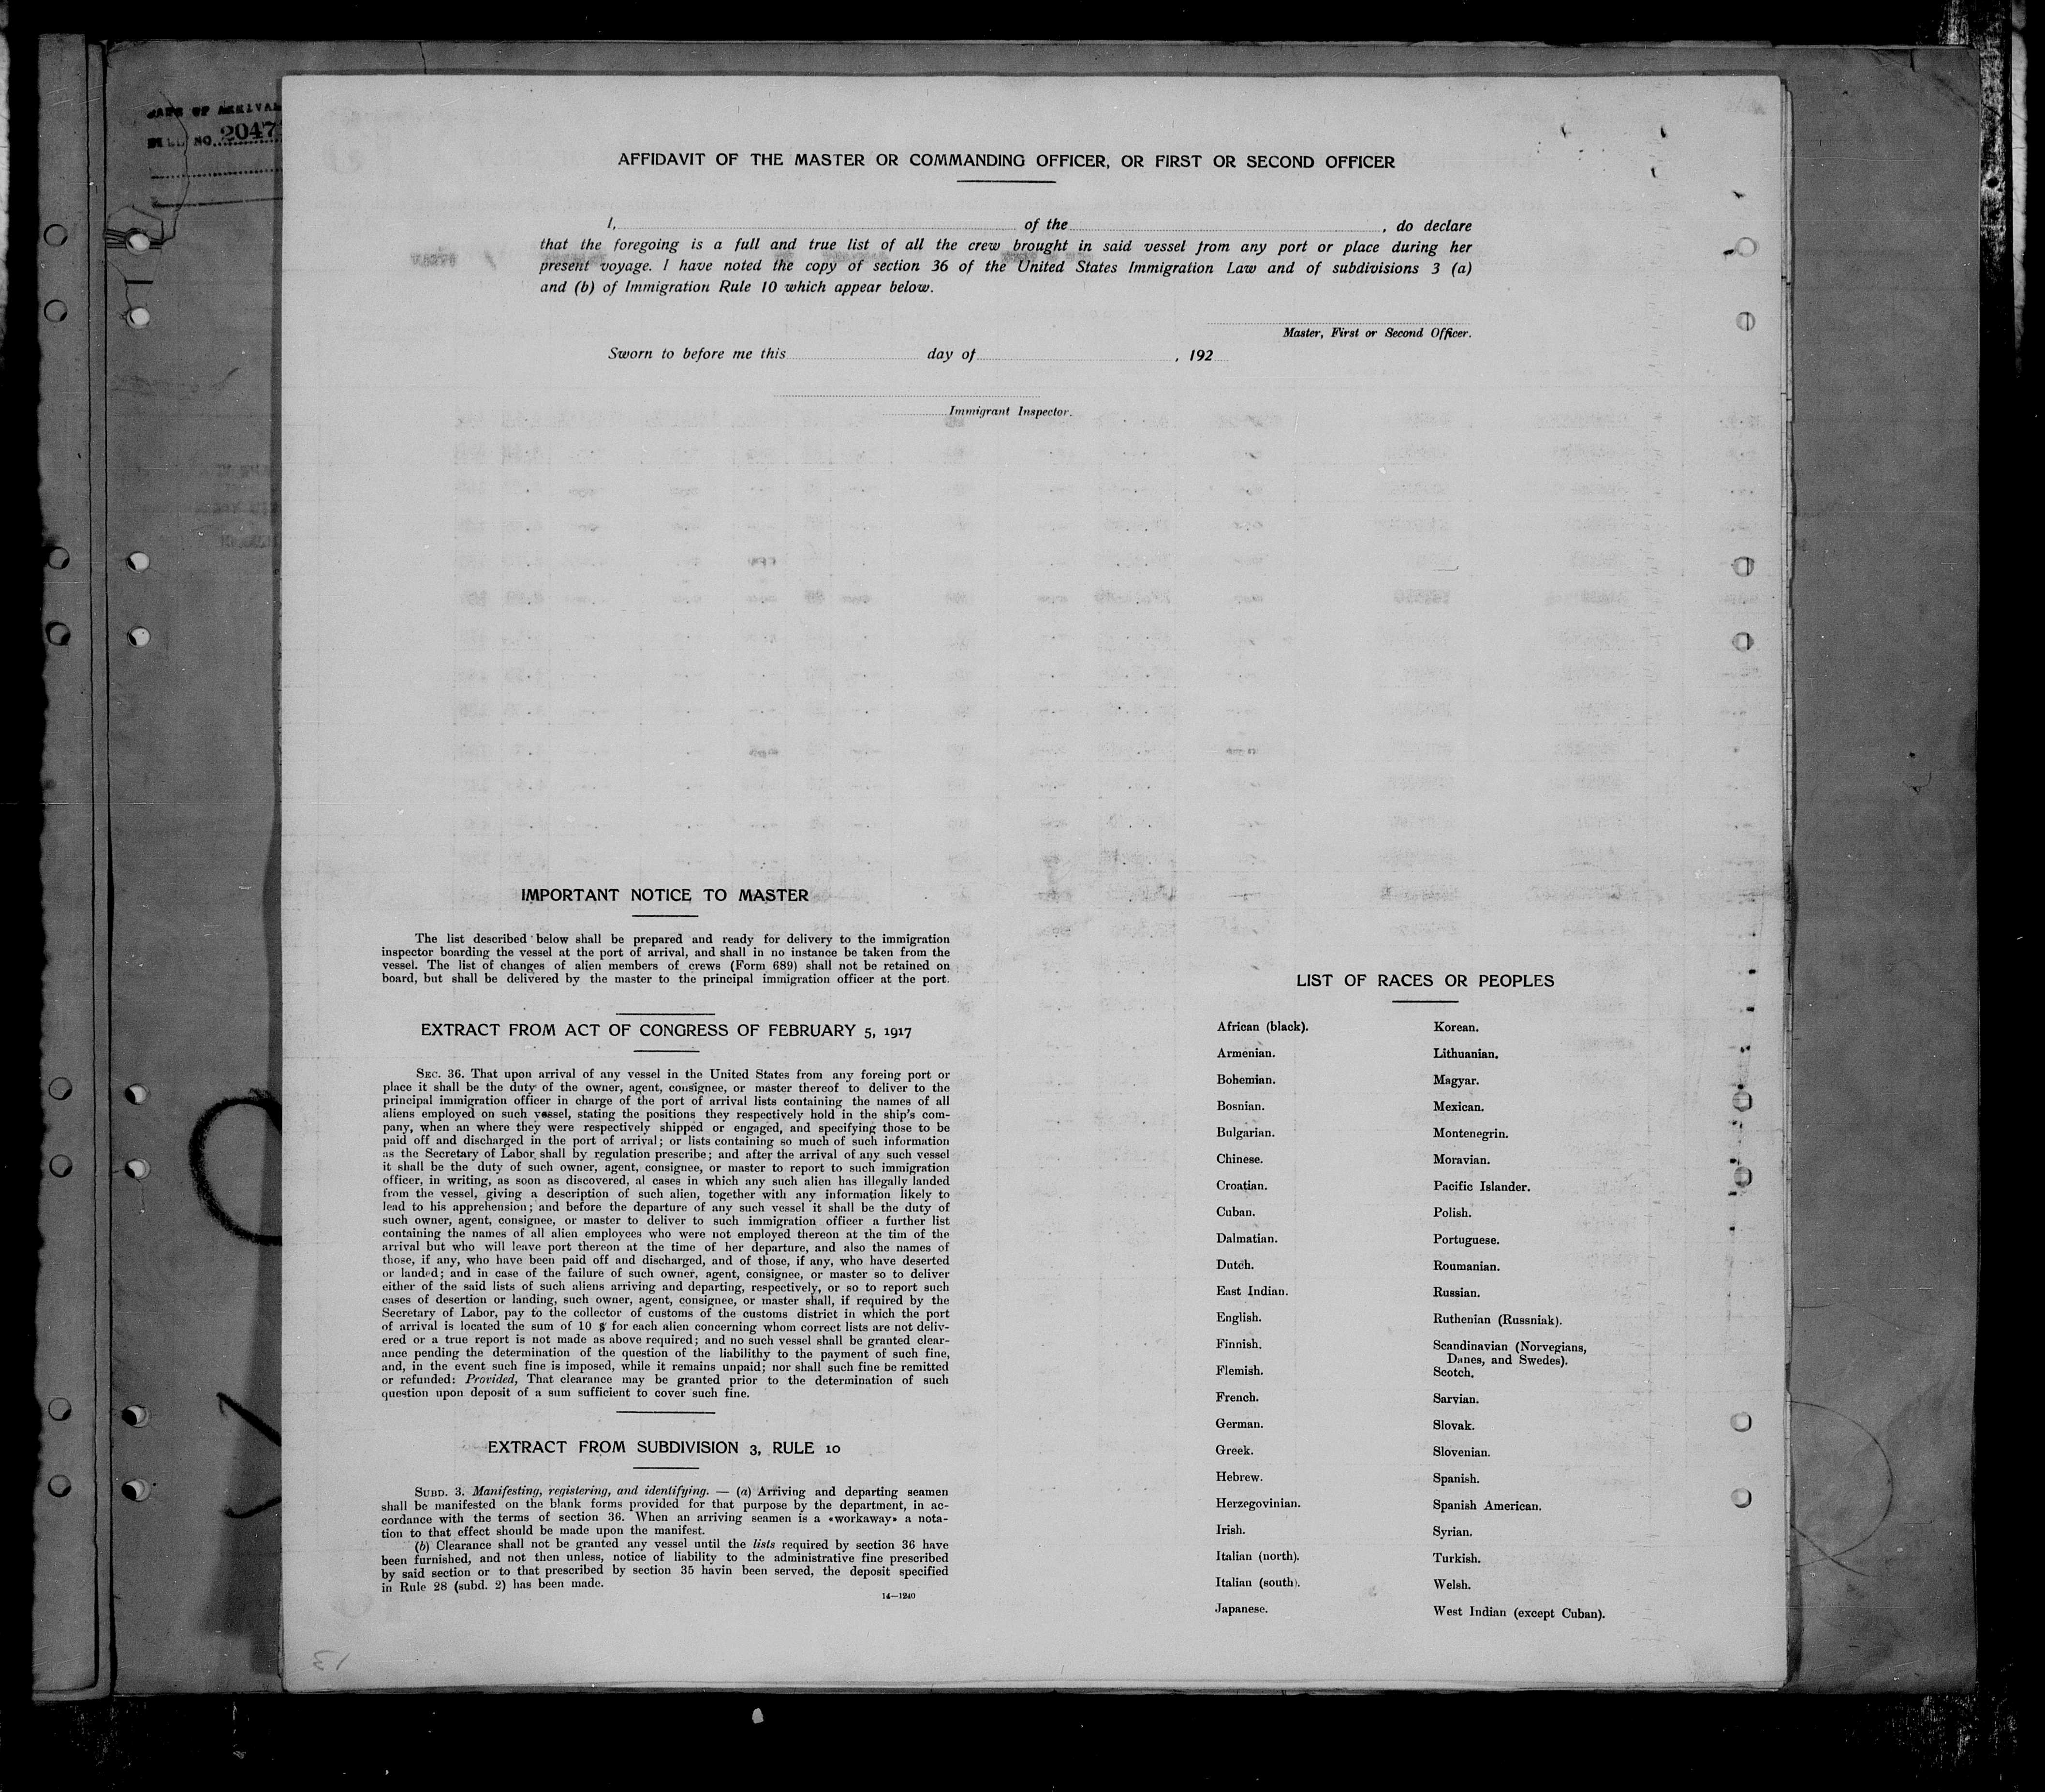 DATE OF ARRIVAL
NO. 2047
AFFIDAVIT OF THE MASTER OR COMMANDING OFFICER, OR FIRST OR SECOND OFFICER
I, of the , do declare
that the foregoing is a full and true list of all the crew brought in said vessel from any port or place during her
present voyage. I have noted the copy of section 36 of the United States Immigration Law and of subdivisions 3 (a)
and (b) of Immigration Rule 10 which appear below.
Master, First or Second Officer.
Sworn to before me this day of , 192
Immigrant Inspector.
IMPORTANT NOTICE TO MASTER
The list described below shall be prepared and ready for delivery to the immigration
inspector boarding the vessel at the port of arrival, and shall in no instance be taken from the
vessel. The list of changes of alien members of crews (Form 689) shall not be retained on
board, but shall be delivered by the master to the principal immigration officer at the port.
EXTRACT FROM ACT OF CONGRESS OF FEBRUARY 5, 1917
SEC. 36. That upon arrival of any vessel in the United States from any foreing port or
place it shall be the duty of the owner, agent, consignee, or master thereof to deliver to the
principal immigration officer in charge of the port of arrival lists containing the names of all
aliens employed on such vessel, stating the positions they respectively hold in the ship's com-
pany, when an where they were respectively shipped or engaged, and specifying those to be
paid off and discharged in the port of arrival; or lists containing so much of such information
as the Secretary of Labor shall by regulation prescribe; and after the arrival of any such vessel
it shall be the duty of such owner, agent, consignee, or master to report to such immigration
officer, in writing, as soon as discovered, al cases in which any such alien has illegally landed
from the vessel, giving a description of such alien, together with any information likely to
lead to his apprehension; and before the departure of any such vessel it shall be the duty of
such owner, agent, consignee, or master to deliver to such immigration officer a further list
containing the names of all alien employees who were not employed thereon at the tim of the
arrival but who will leave port thereon at the time of her departure, and also the names of
those, if any, who have been paid off and discharged, and of those, if any, who have deserted
or landed; and in case of the failure of such owner, agent, consignee, or master so to deliver
either of the said lists of such aliens arriving and departing, respectively, or so to report such
cases of desertion or landing, such owner, agent, consignee, or master shall, if required by the
Secretary of Labor, pay to the collector of customs of the customs district in which the port
of arrival is located the sum of 10 $ for each alien concerning whom correct lists are not deliv-
ered or a true report is not made as above required; and no such vessel shall be granted clear-
ance pending the determination of the question of the liabilithy to the payment of such fine,
and, in the event such fine is imposed, while it remains unpaid; nor shall such fine be remitted
or refunded: Provided, That clearance may be granted prior to the determination of such
question upon deposit of a sum sufficient to cover such fine.
EXTRACT FROM SUBDIVISION 3, RULE 10
SUBD. 3. Manifesting, registering, and identifying. — (a) Arriving and departing seamen
shall be manifested on the blank forms provided for that purpose by the department, in ac-
cordance with the terms of section 36. When an arriving seamen is a «workaway» a nota-
tion to that effect should be made upon the manifest.
(b) Clearance shall not be granted any vessel until the lists required by section 36 have
been furnished, and not then unless, notice of liability to the administrative fine prescribed
by said section or to that prescribed by section 35 havin been served, the deposit specified
in Rule 28 (subd. 2) has been made.
14—1240
LIST OF RACES OR PEOPLES
African (black).
Armenian.
Bohemian.
Bosnian.
Bulgarian.
Chinese.
Croatian.
Cuban.
Dalmatian.
Dutch.
East Indian.
English.
Finnish.
Flemish.
French.
German.
Greek.
Hebrew.
Herzegovinian.
Irish.
Italian (north).
Italian (south).
Japanese.
Korean.
Lithuanian.
Magyar.
Mexican.
Montenegrin.
Moravian.
Pacific Islander.
Polish.
Portuguese.
Roumanian.
Russian.
Ruthenian (Russniak).
Scandinavian (Norvegians,
Danes, and Swedes).
Scotch.
Sarvian.
Slovak.
Slovenian.
Spanish.
Spanish American.
Syrian.
Turkish.
Welsh.
West Indian (except Cuban).
13